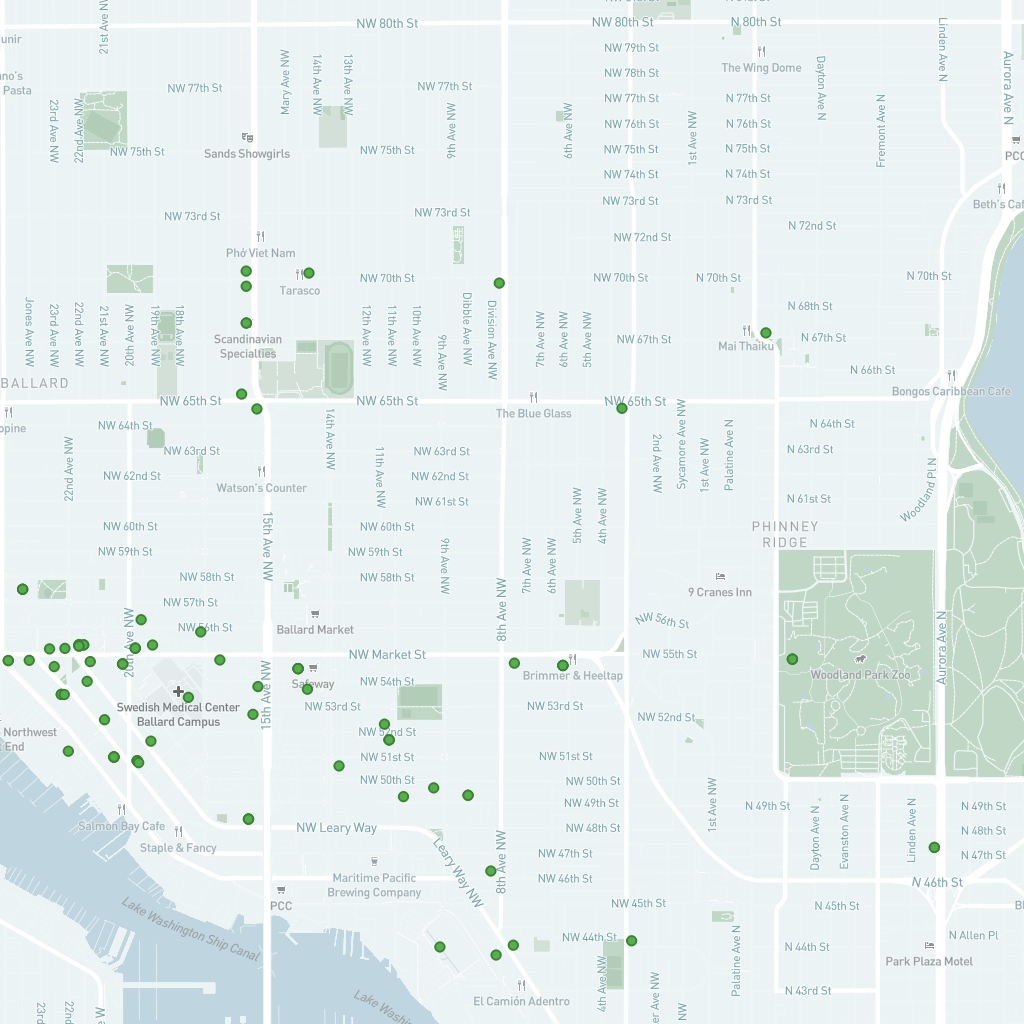 21st Ave NW
NW 80th St
NW 80th St
N 80th St
Linden Ave N
unir
NW 79th St
Aurora Ave N
The Wing Dome
Dayton Ave N
NW 78th St
ano's
Pasta
Mary Ave NW
14th Ave NW
13th Ave NW
NW 77th St
NW 77th St
NW 77th St
N 77th St
23rd Ave NW
22nd Ave NW
9th Ave NW
6th Ave NW
NW 76th St
N 76th St
1st Ave NW
Fremont Ave N
NW 75th St
Sands Showgirls
NW 75th St
NW 75th St
N 75th St
PCC
NW 74th St
N 74th St
NW 73rd St
NW 73rd St
NW 73rd St
N 73rd St
Beth's Caf
N 72nd St
NW 72nd St
Phở Viet Nam
NW 70th St
NW 70th St
N 70th St
N 70th St
Tarasco
Jones Ave NW
23rd Ave NW
22nd Ave NW
21st Ave NW
20th Ave NW
19th Ave NW
18th Ave NW
12th Ave NW
11th Ave NW
10th Ave NW
9th Ave NW
Dibble Ave NW
Division Ave NW
7th Ave NW
6th Ave NW
5th Ave NW
N 68th St
Scandinavian
Specialties
NW 67th St
N 67th St
Mai Thaiku
N 66th St
BALLARD
Bongos Caribbean Cafe
NW 65th St
NW 65th St
NW 65th St
The Blue Glass
opine
NW 64th St
N 64th St
22nd Ave NW
14th Ave NW
2nd Ave NW
Sycamore Ave NW
1st Ave NW
Palatine Ave N
NW 63rd St
NW 63rd St
N 63rd St
NW 62nd St
11th Ave NW
NW 62nd St
Woodland Pl N
Watson's Counter
NW 61st St
N 61st St
5th Ave NW
4th Ave NW
NW 60th St
NW 60th St
PHINNEY
RIDGE
15th Ave NW
NW 59th St
NW 59th St
9th Ave NW
7th Ave NW
6th Ave NW
NW 58th St
NW 58th St
9 Cranes Inn
NW 57th St
8th Ave NW
20th Ave NW
NW 56th St
Ballard Market
NW 56th St
Aurora Ave N
NW Market St
NW 55th St
Woodland Park Zoo
Brimmer & Heeltap
Safeway
NW 54th St
15th Ave NW
Swedish Medical Center
Ballard Campus
NW 53rd St
NW 53rd St
NW 52nd St
Northwest
End
NW 52nd St
NW 51st St
NW 51st St
NW 50th St
NW 50th St
1st Ave NW
NW 49th St
N 49th St
N 49th St
Dayton Ave N
Evanston Ave N
Linden Ave N
Salmon Bay Cafe
NW Leary Way
NW 48th St
N 48th St
Staple & Fancy
Leary Way NW
8th Ave NW
NW 47th St
N 47th St
Maritime Pacific
Brewing Company
NW 46th St
N 46th St
PCC
NW 45th St
N 45th St
Bl
Lake Washington Ship Canal
NW 44th St
Palatine Ave N
N 44th St
N Allen Pl
Park Plaza Motel
4th Ave NW
El Camión Adentro
N 43rd St
Lake Washin
23rd
22nd
e W
er Ave N
NW